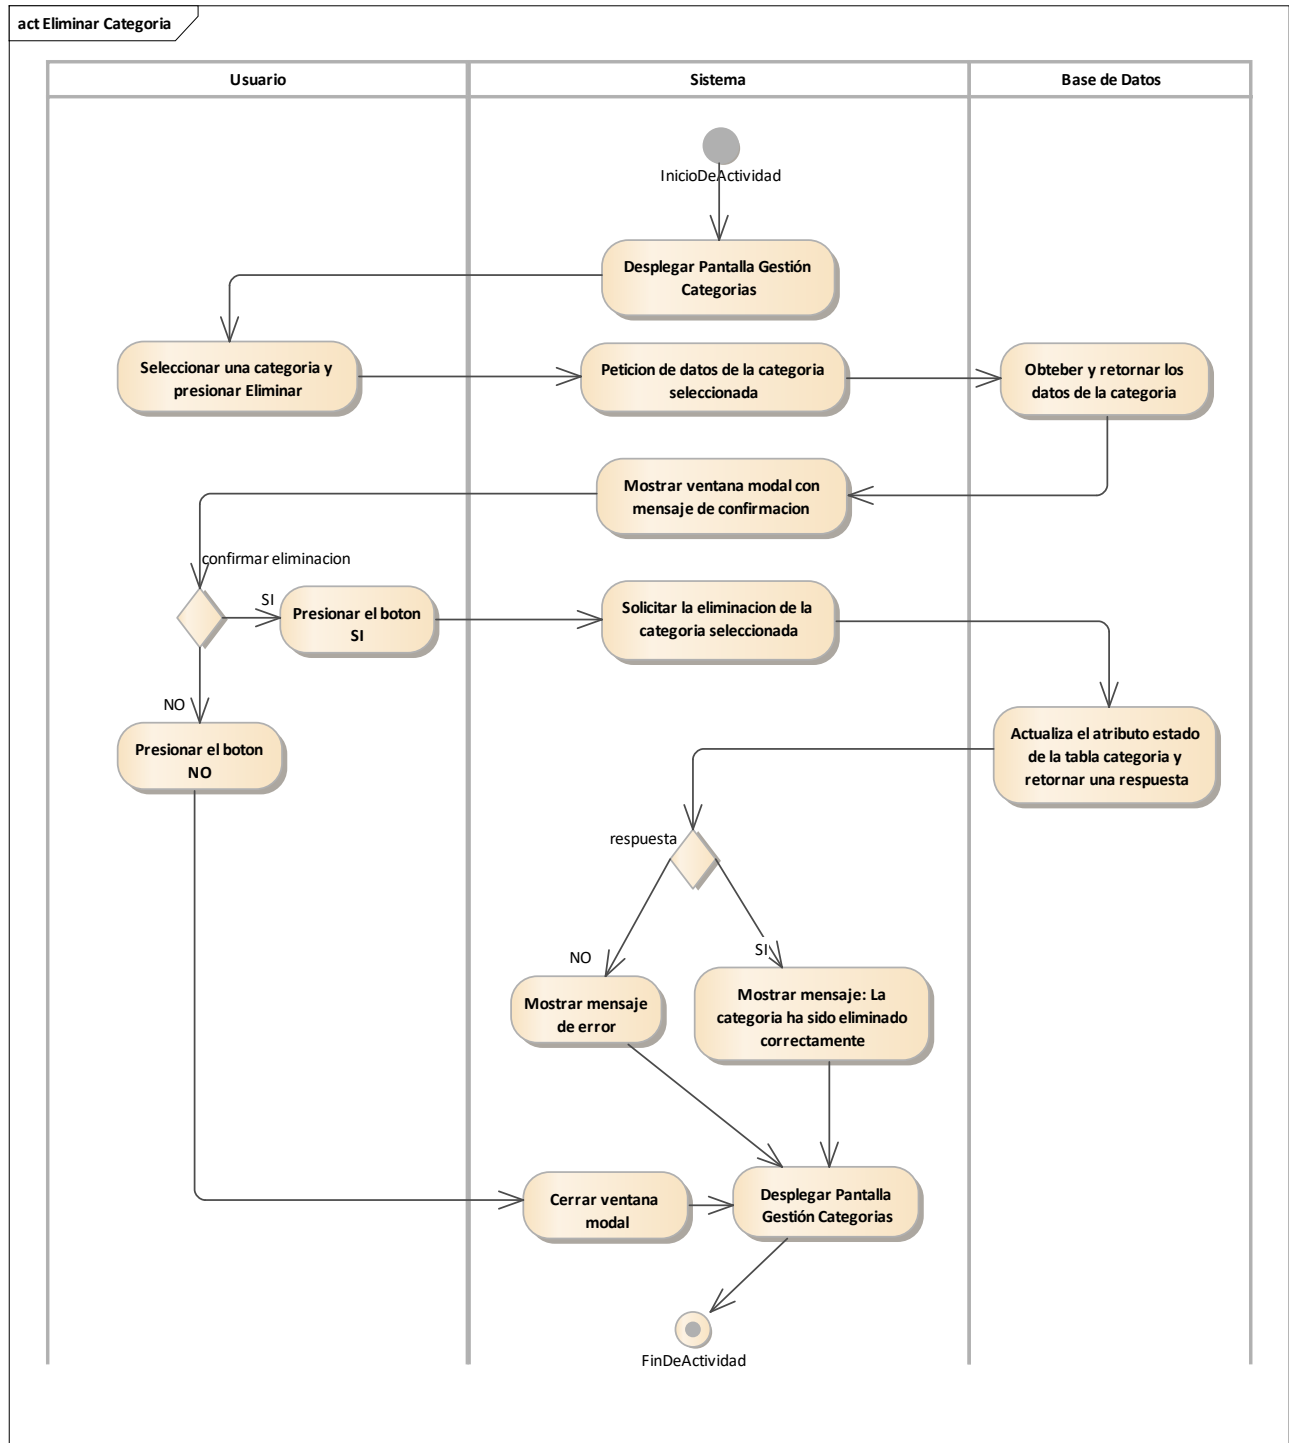 act Eliminar Categoria
Usuario
Sistema
Base de Datos
InicioDeActividad
Desplegar Pantalla Gestión
Categorias
Seleccionar una categoria y
presionar Eliminar
Peticion de datos de la categoria
seleccionada
Obteber y retornar los
datos de la categoria
Mostrar ventana modal con
mensaje de confirmacion
confirmar eliminacion
SI
Presionar el boton
SI
Solicitar la eliminacion de la
categoria seleccionada
NO
Presionar el boton
NO
Actualiza el atributo estado
de la tabla categoria y
retornar una respuesta
respuesta
NO
SI
Mostrar mensaje
de error
Mostrar mensaje: La
categoria ha sido eliminado
correctamente
Cerrar ventana
modal
Desplegar Pantalla
Gestión Categorias
FinDeActividad